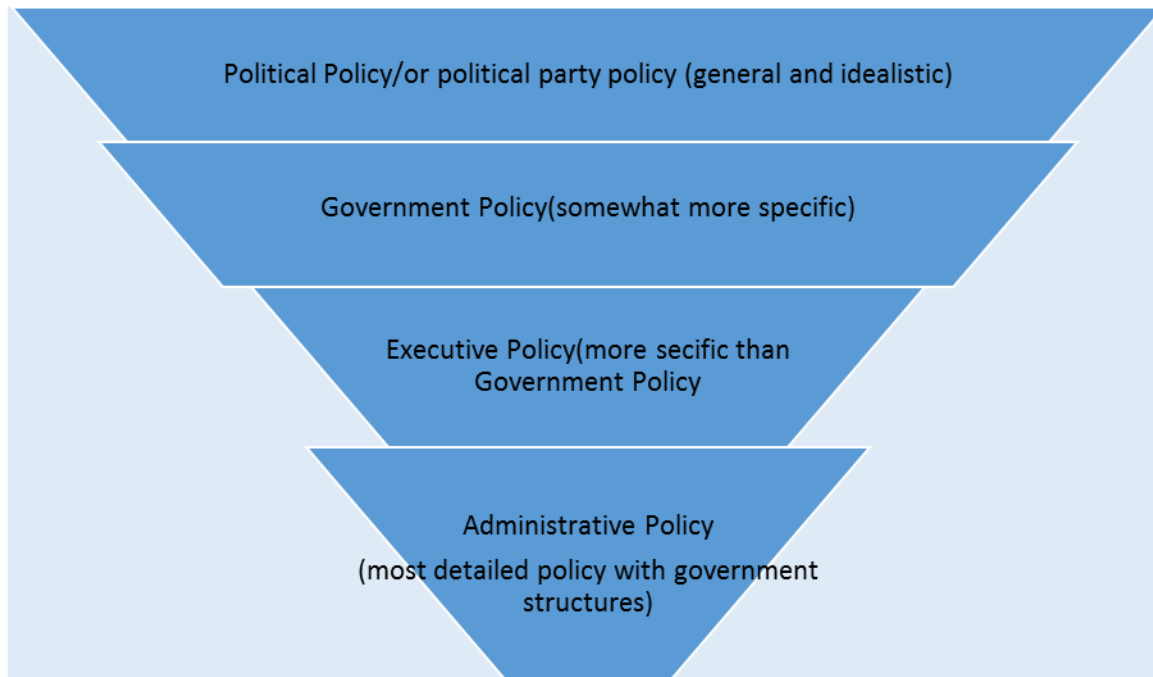 Political Policy/or political party policy (general and idealistic)
Government Policy(somewhat more specific)
Executive Policy(more secific than
Government Policy
Administrative Policy
(most detailed policy with government
structures)